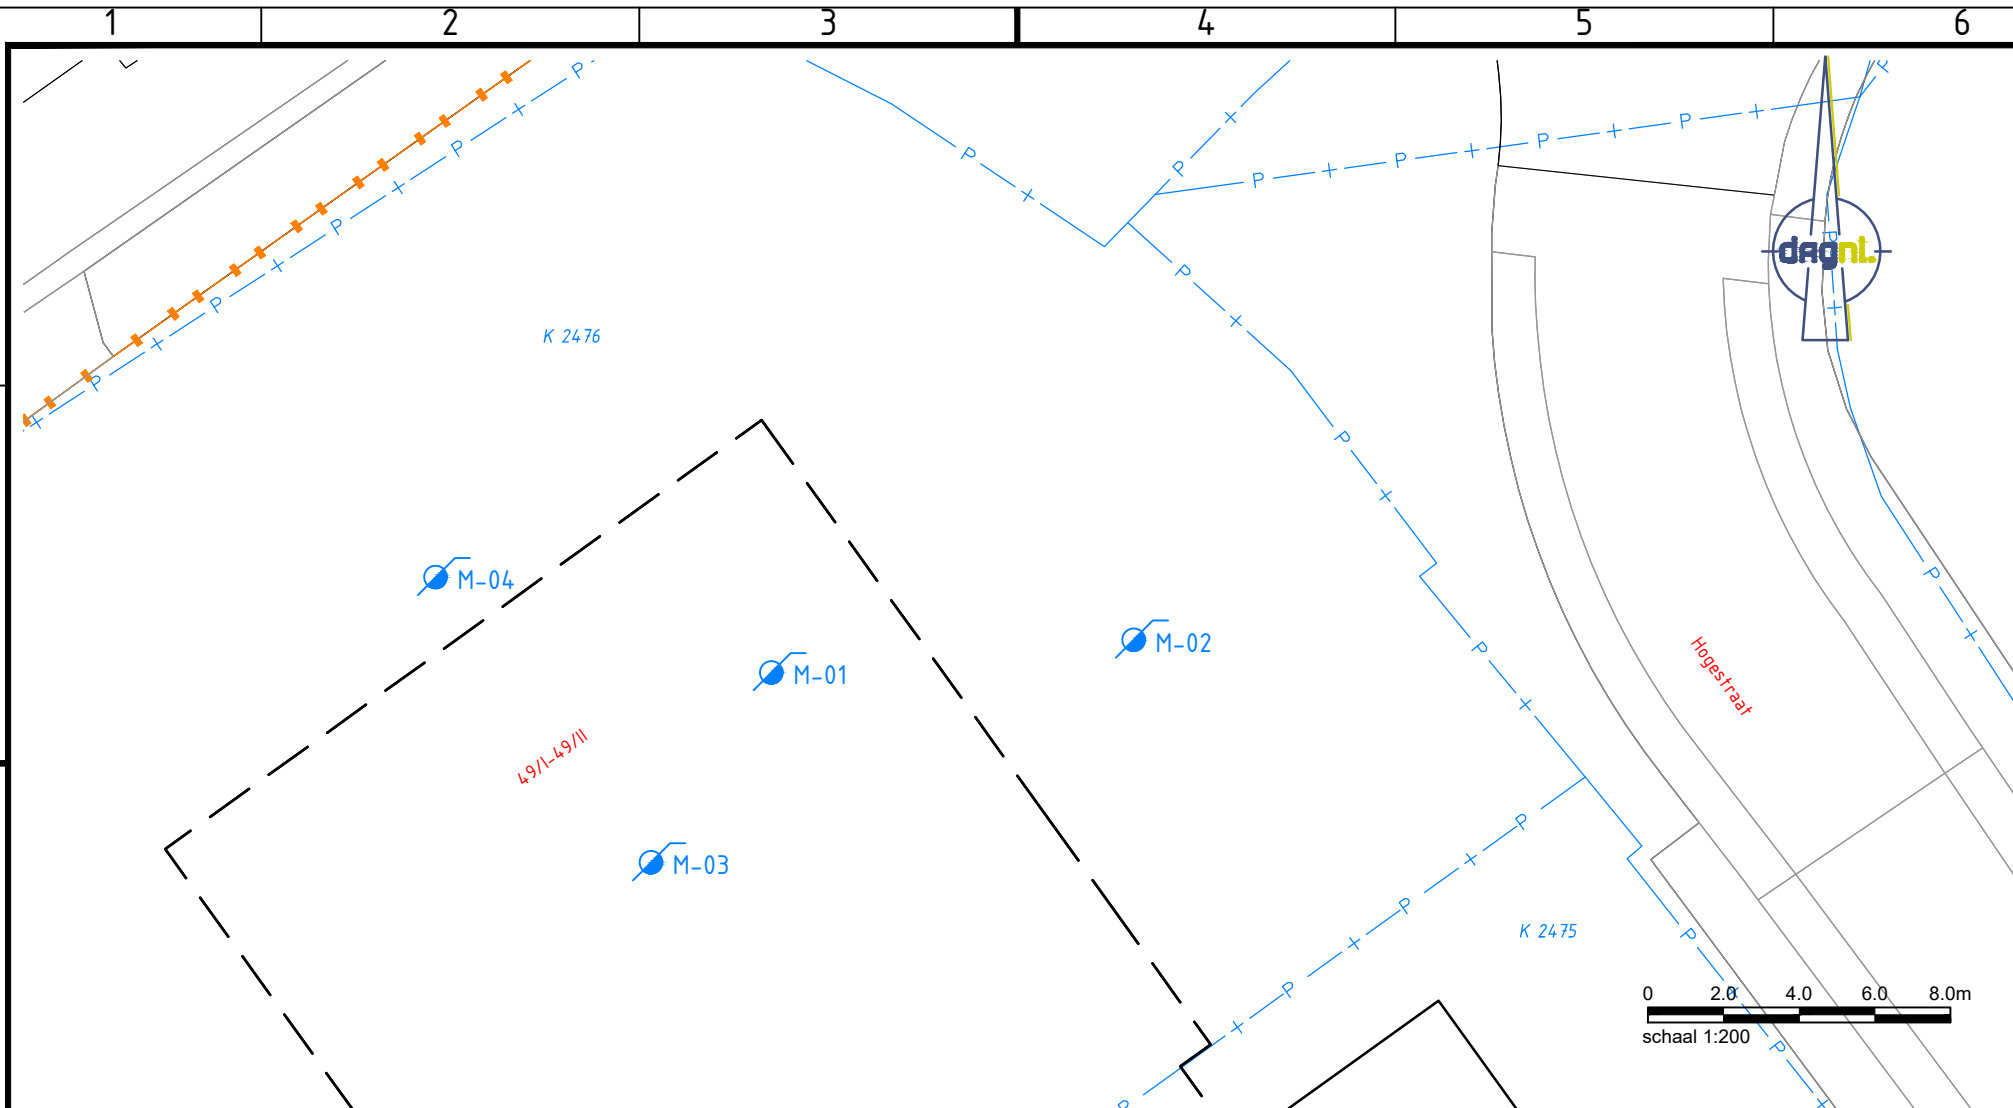 1 2 3 4 5 6
P P P
P P P P P P
P P
dagnl.
P P
K 2476
P
P
M-04
P
M-02
M-01
Hogestraat
49/I-49/II
P
M-03
P
K 2475
P
P
0 2.0 4.0 6.0 8.0m
schaal 1:200
P
P